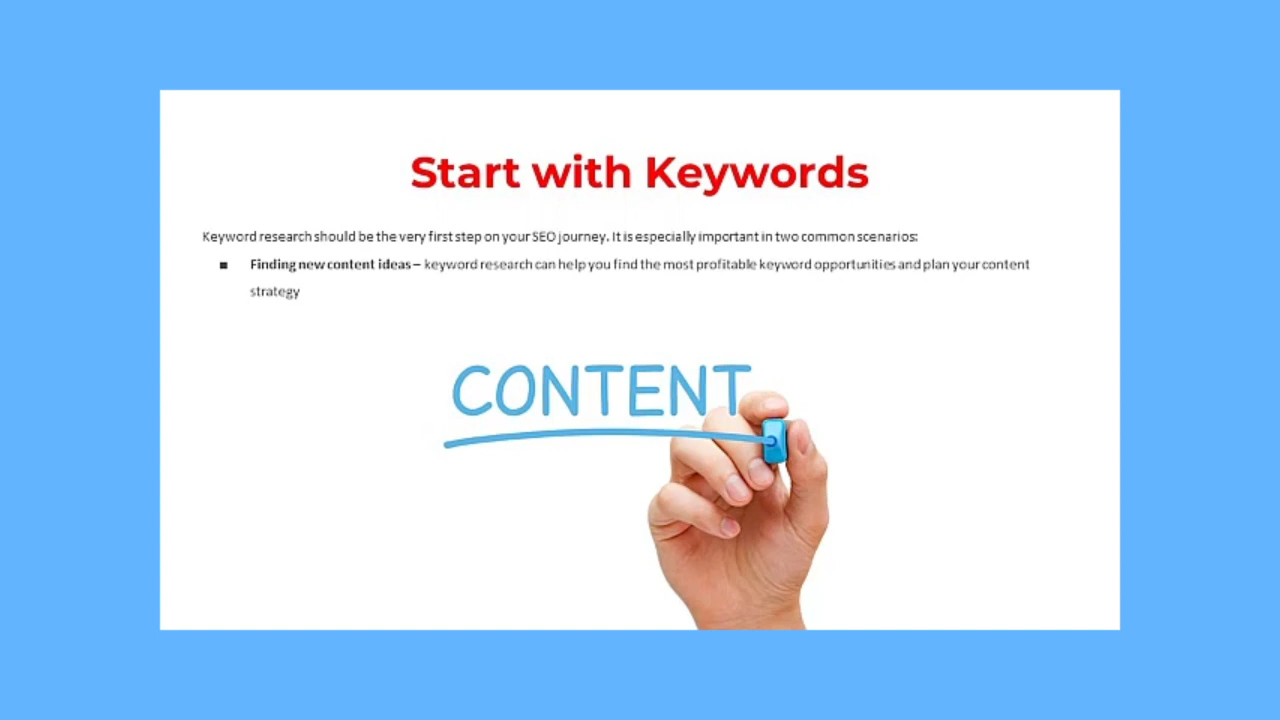 Start with Keywords
Keyword research should be the very first step on your SEO journey. It is especially important in two common scenarios:
▪ Finding new content ideas – keyword research can help you find the most profitable keyword opportunities and plan your content
strategy
CONTENT